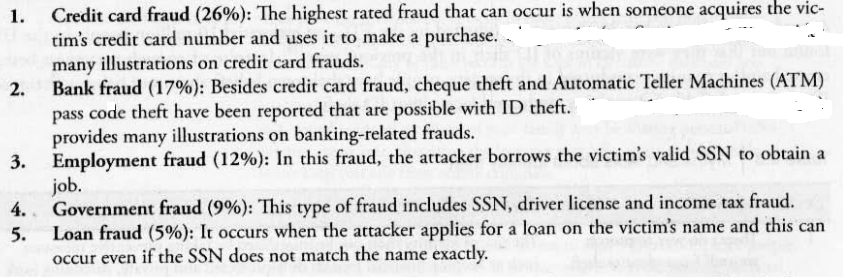 1. Credit card fraud (26%): The highest rated fraud that can occur is when someone acquires the vic-
tim's credit card number and uses it to make a purchase.
many illustrations on credit card frauds.
2. Bank fraud (17%): Besides credit card fraud, cheque theft and Automatic Teller Machines (ATM)
pass code theft have been reported that are possible with ID theft.
provides many illustrations on banking-related frauds.
3. Employment fraud (12%): In this fraud, the attacker borrows the victim's valid SSN to obtain a
job.
4. Government fraud (9%): This type of fraud includes SSN, driver license and income tax fraud.
5. Loan fraud (5%): It occurs when the attacker applies for a loan on the victim's name and this can
occur even if the SSN does not match the name exactly.